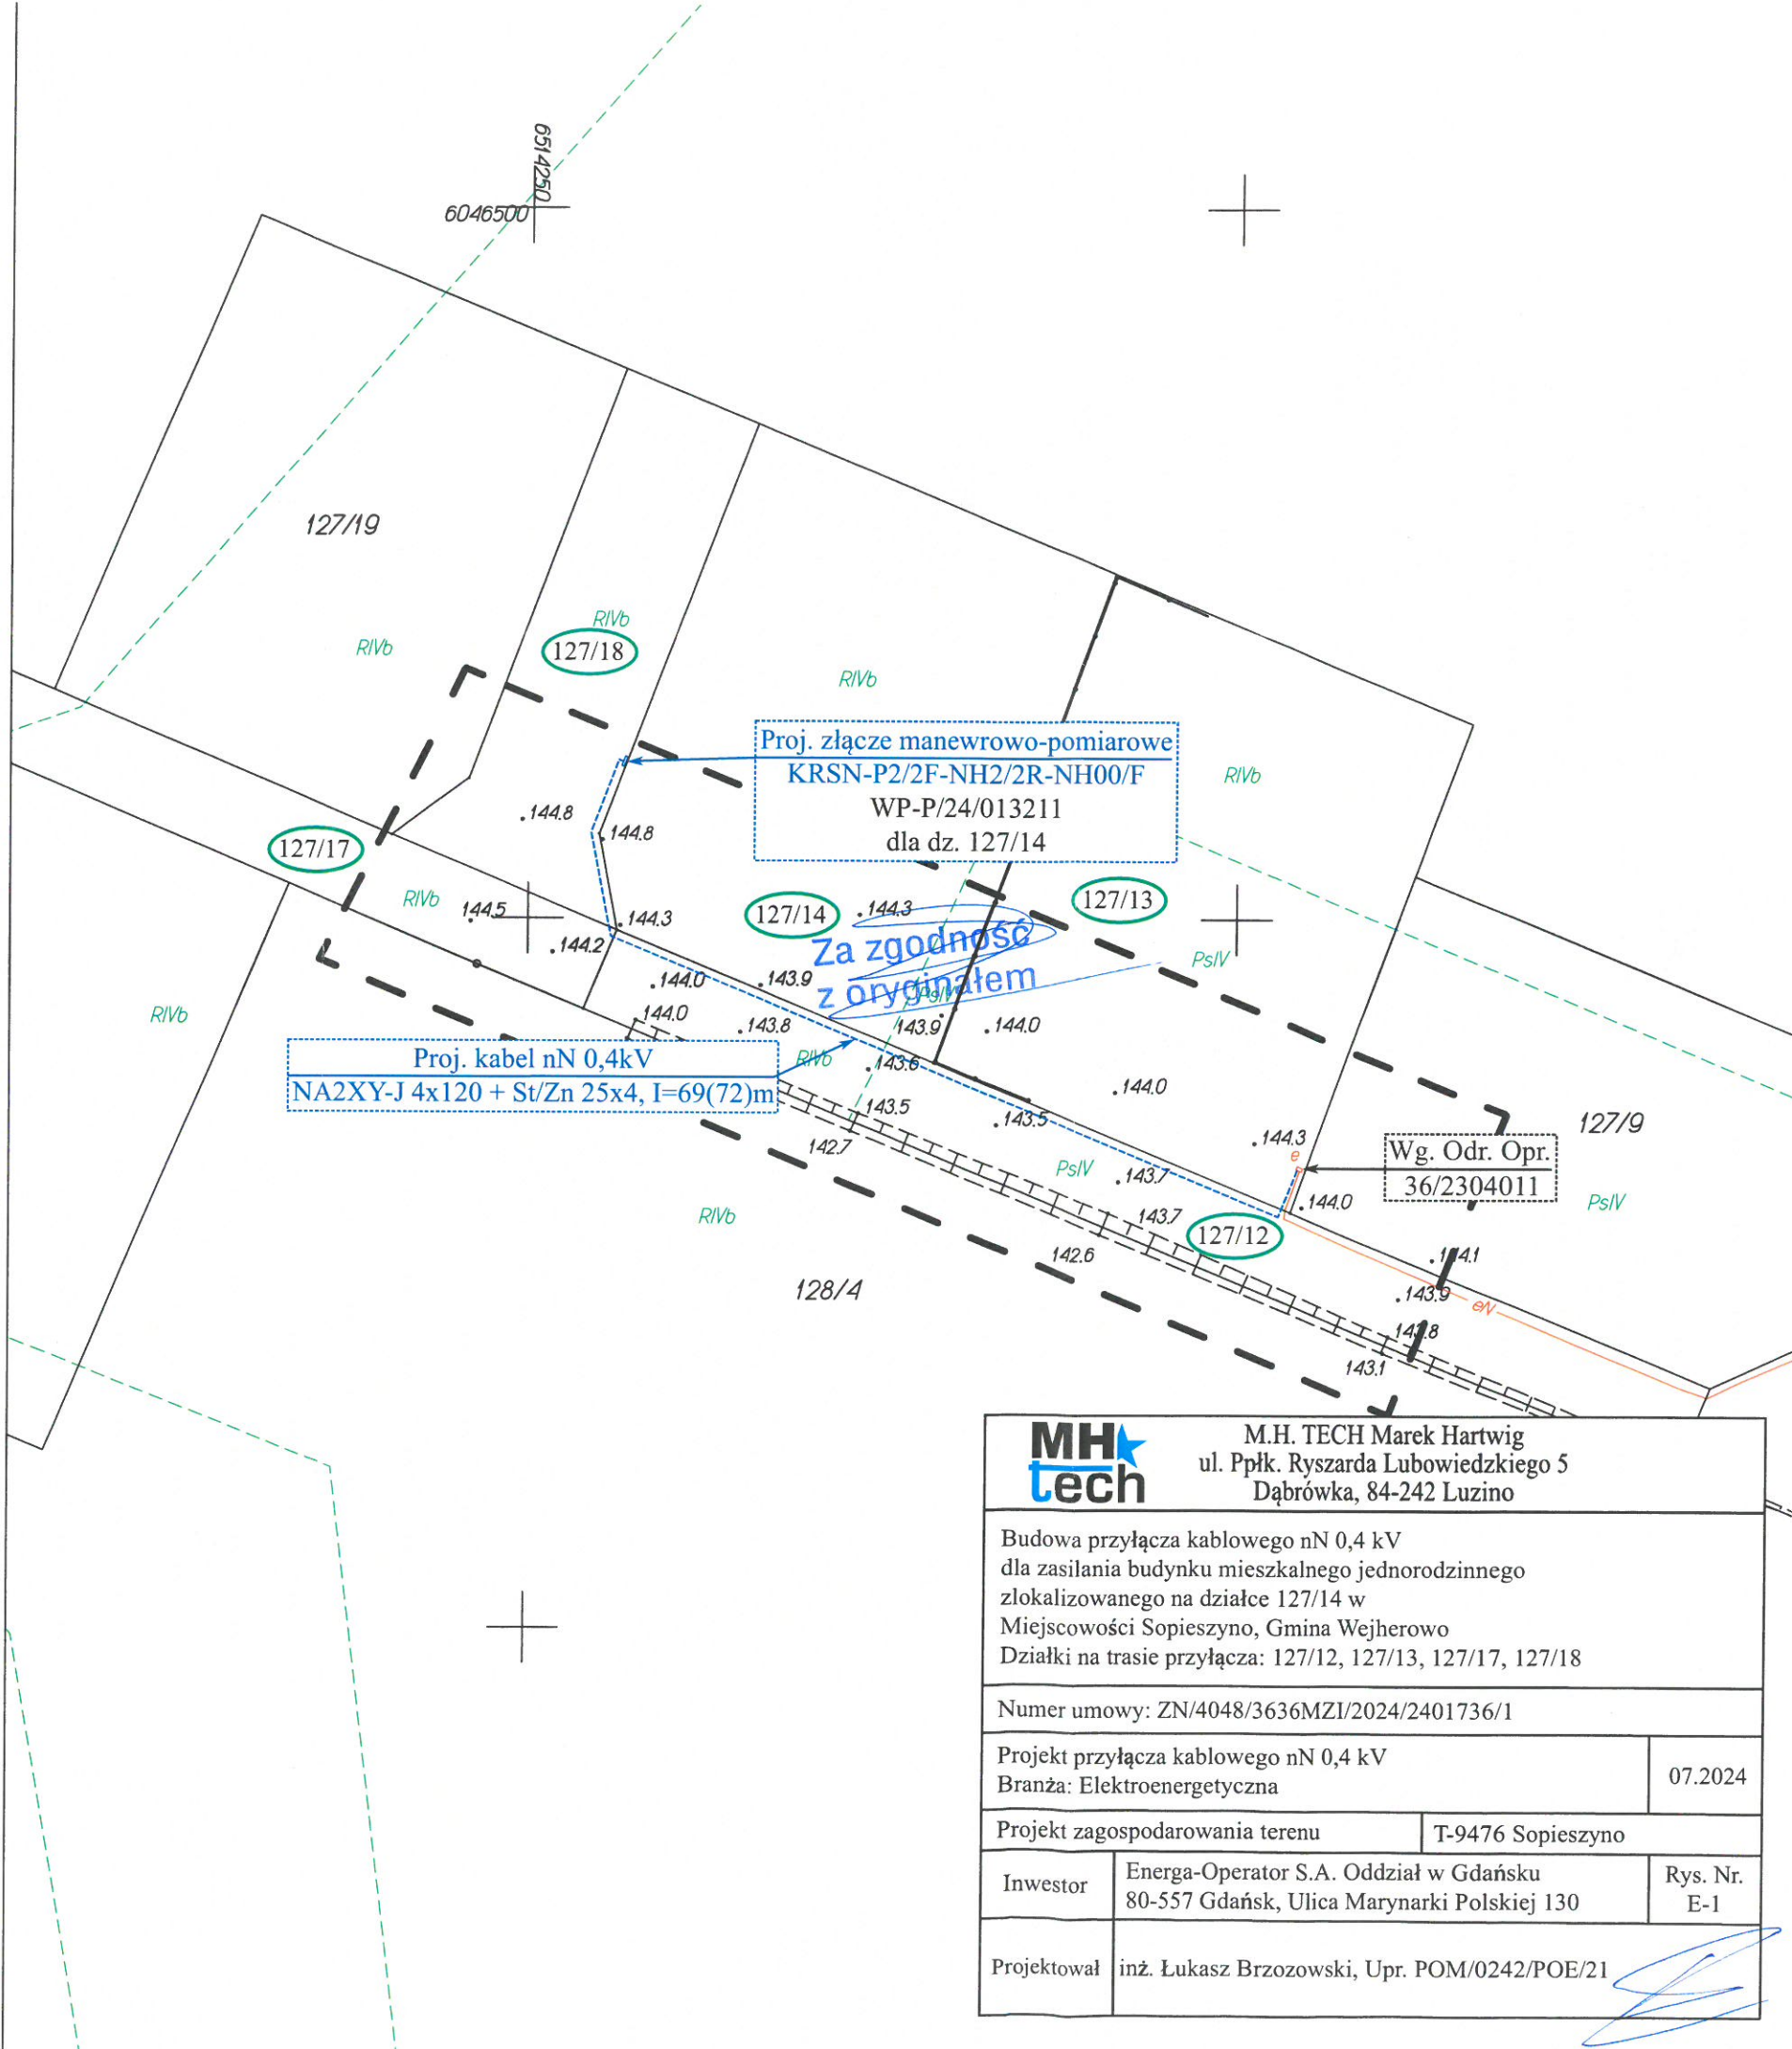 6514250
6046500
127/19
RIVb
RIVb
127/18
RIVb
Proj. złącze manewrowo-pomiarowe
KRSN-P2/2F-NH2/2R-NH00/F
WP-P/24/013211
dla dz. 127/14
RIVb
.144.8
.144.8
127/17
RIVb
144.5
.144.3
.144.2
127/14
.144.3
127/13
Za zgodność
z oryginałem
PsIV
PsIV
RIVb
.144.0
.143.9
144.0
.143.8
143.9
.144.0
Proj. kabel nN 0,4kV
NA2XY-J 4x120 + St/Zn 25x4, I=69(72)m
RIVb
.143.6
.144.0
143.5
.143.5
142.7
127/9
.144.3
e
Wg. Odr. Opr.
36/2304011
PsIV
.143.7
.144.0
PsIV
RIVb
143.7
127/12
142.6
.144.1
128/4
.143.9
eN
143.8
143.1
MH
tech
M.H. TECH Marek Hartwig
ul. Ppłk. Ryszarda Lubowiedzkiego 5
Dąbrówka, 84-242 Luzino
Budowa przyłącza kablowego nN 0,4 kV
dla zasilania budynku mieszkalnego jednorodzinnego
zlokalizowanego na działce 127/14 w
Miejscowości Sopieszyno, Gmina Wejherowo
Działki na trasie przyłącza: 127/12, 127/13, 127/17, 127/18
Numer umowy: ZN/4048/3636MZI/2024/2401736/1
Projekt przyłącza kablowego nN 0,4 kV
Branża: Elektroenergetyczna
07.2024
Projekt zagospodarowania terenu
T-9476 Sopieszyno
Inwestor
Energa-Operator S.A. Oddział w Gdańsku
80-557 Gdańsk, Ulica Marynarki Polskiej 130
Rys. Nr.
E-1
Projektował
inż. Łukasz Brzozowski, Upr. POM/0242/POE/21